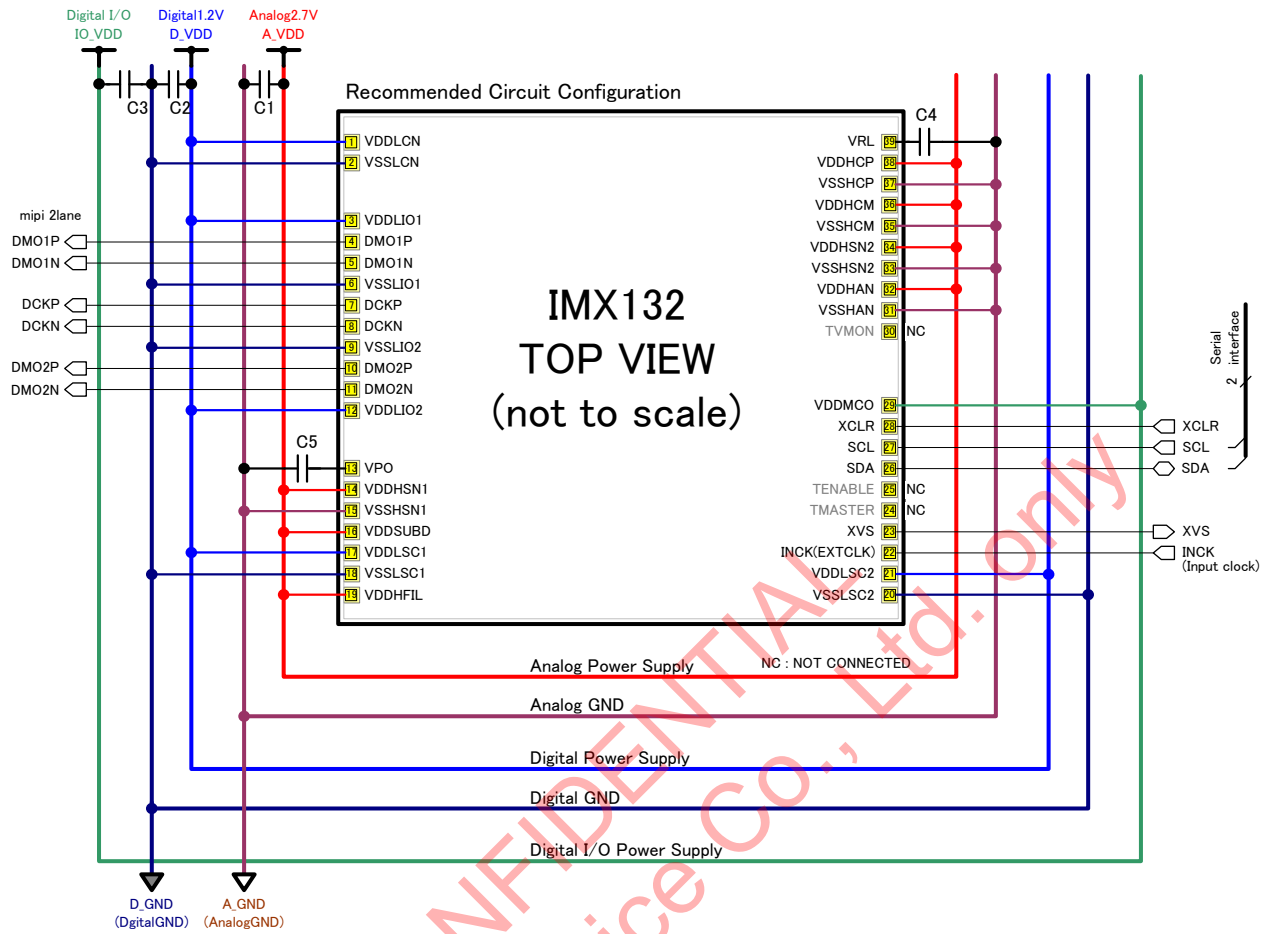 Digital I/O
IO_VDD
Digital1.2V
D_VDD
Analog2.7V
A_VDD
C3
C2
C1
Recommended Circuit Configuration
C4
1 VDDLCN
2 VSSLCN
mipi 2lane
3 VDDLIO1
DMO1P 4 DMO1P
DMO1N 5 DMO1N
6 VSSLIO1
DCKP 7 DCKP
DCKN 8 DCKN
9 VSSLIO2
DMO2P 10 DMO2P
DMO2N 11 DMO2N
12 VDDLIO2
C5
13 VPO
14 VDDHSN1
15 VSSHSN1
16 VDDSUBD
17 VDDLSC1
18 VSSLSC1
19 VDDHFIL
IMX132
TOP VIEW
(not to scale)
VRL 39
VDDHCP 38
VSSHCP 37
VDDHCM 36
VSSHCM 35
VDDHSN2 34
VSSHSN2 33
VDDHAN 32
VSSHAN 31
TVMON 30 NC
VDDMCO 29
XCLR 28 XCLR
SCL 27 SCL
SDA 26 SDA
TENABLE 25 NC
TMASTER 24 NC
XVS 23 XVS
INCK(EXTCLK) 22 INCK
(Input clock)
VDDLSC2 21
VSSLSC2 20
Serial
interface
2
NC : NOT CONNECTED
Analog Power Supply
Analog GND
Digital Power Supply
Digital GND
Digital I/O Power Supply
D_GND
(DgitalGND)
A_GND
(AnalogGND)
NFIDENTIAL
ice Co., Ltd. only